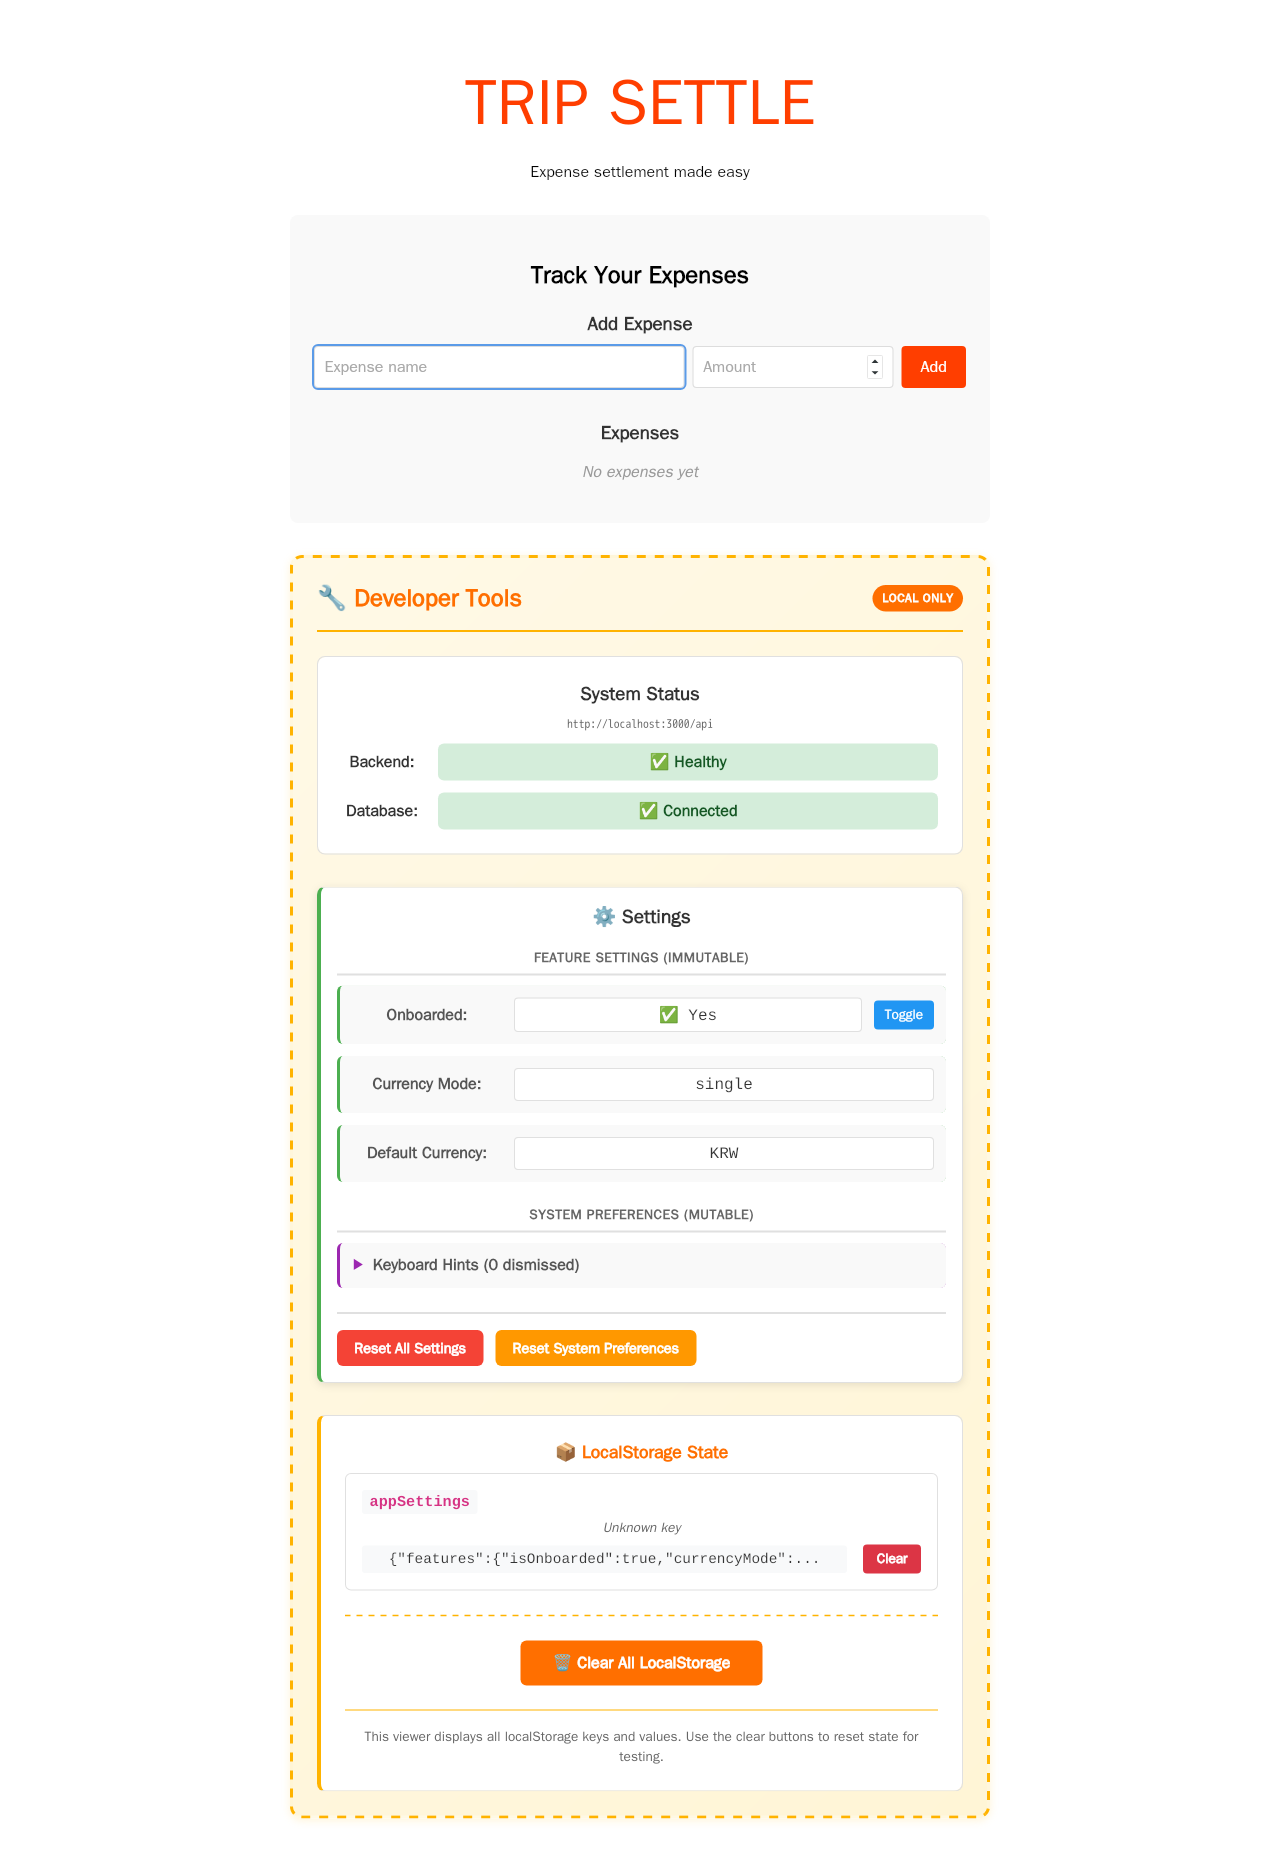 TRIP SETTLE
Expense settlement made easy
Track Your Expenses
Add Expense
Expense name
Amount
Add
Expenses
No expenses yet
🔧 Developer Tools
LOCAL ONLY
System Status
http://localhost:3000/api
Backend:
✅ Healthy
Database:
✅ Connected
⚙️ Settings
FEATURE SETTINGS (IMMUTABLE)
Onboarded:
✅ Yes
Toggle
Currency Mode:
single
Default Currency:
KRW
SYSTEM PREFERENCES (MUTABLE)
▶ Keyboard Hints (0 dismissed)
Reset All Settings
Reset System Preferences
📦 LocalStorage State
appSettings
Unknown key
{"features":{"isOnboarded":true,"currencyMode":...
Clear
🗑️ Clear All LocalStorage
This viewer displays all localStorage keys and values. Use the clear buttons to reset state for
testing.